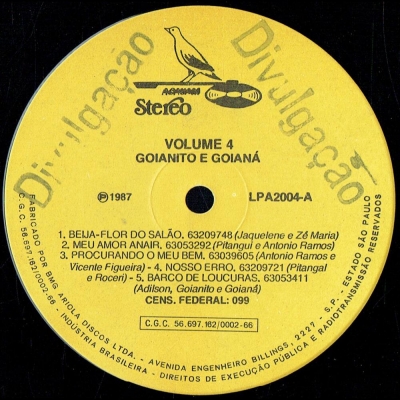 Divulgação
Divulgação
AÇAUHAM
Stereo
VOLUME 4
GOIANITO E GOIANÁ
Ⓟ1987
LPA2004-A
1. BEIJA-FLOR DO SALÃO, 63209748 (Jaquelene e Zé Maria)
2. MEU AMOR ANAIR, 63053292 (Pitangui e Antonio Ramos)
3. PROCURANDO O MEU BEM, 63039605 (Antonio Ramos e
Vicente Figueira) - 4. NOSSO ERRO, 63209721 (Pitangal
e Roceri) - 5. BARCO DE LOUCURAS, 63053411
(Adilson, Goianito e Goianá)
CENS. FEDERAL: 099
C.G.C. 56.697.162/0002-66
FABRICADO POR BMG ARIOLA DISCOS LTDA. - AVENIDA ENGENHEIRO BILLINGS, 2227 - S.P. - ESTADO SÃO PAULO
C.G.C. 56.697.162/0002-66 - INDÚSTRIA BRASILEIRA - DIREITOS DE EXECUÇÃO PÚBLICA E RADIOTRANSMISSÃO RESERVADOS